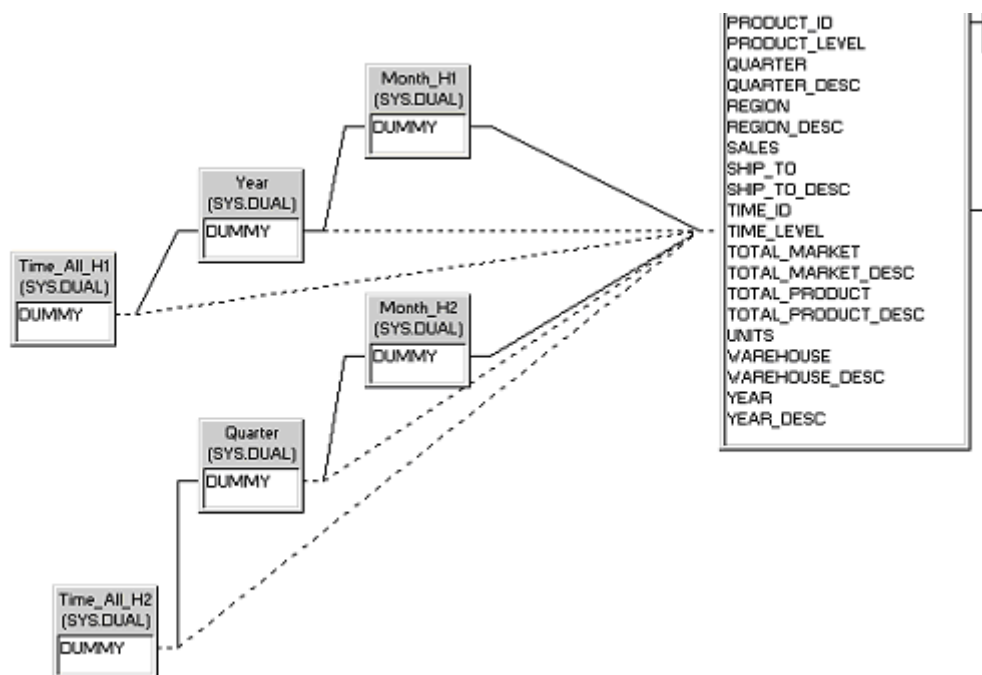 Month_H1
(SYS.DUAL)
DUMMY
Year
(SYS.DUAL)
DUMMY
Time_All_H1
(SYS.DUAL)
DUMMY
Month_H2
(SYS.DUAL)
DUMMY
Quarter
(SYS.DUAL)
DUMMY
Time_All_H2
(SYS.DUAL)
DUMMY
PRODUCT_ID
PRODUCT_LEVEL
QUARTER
QUARTER_DESC
REGION
REGION_DESC
SALES
SHIP_TO
SHIP_TO_DESC
TIME_ID
TIME_LEVEL
TOTAL_MARKET
TOTAL_MARKET_DESC
TOTAL_PRODUCT
TOTAL_PRODUCT_DESC
UNITS
WAREHOUSE
WAREHOUSE_DESC
YEAR
YEAR_DESC